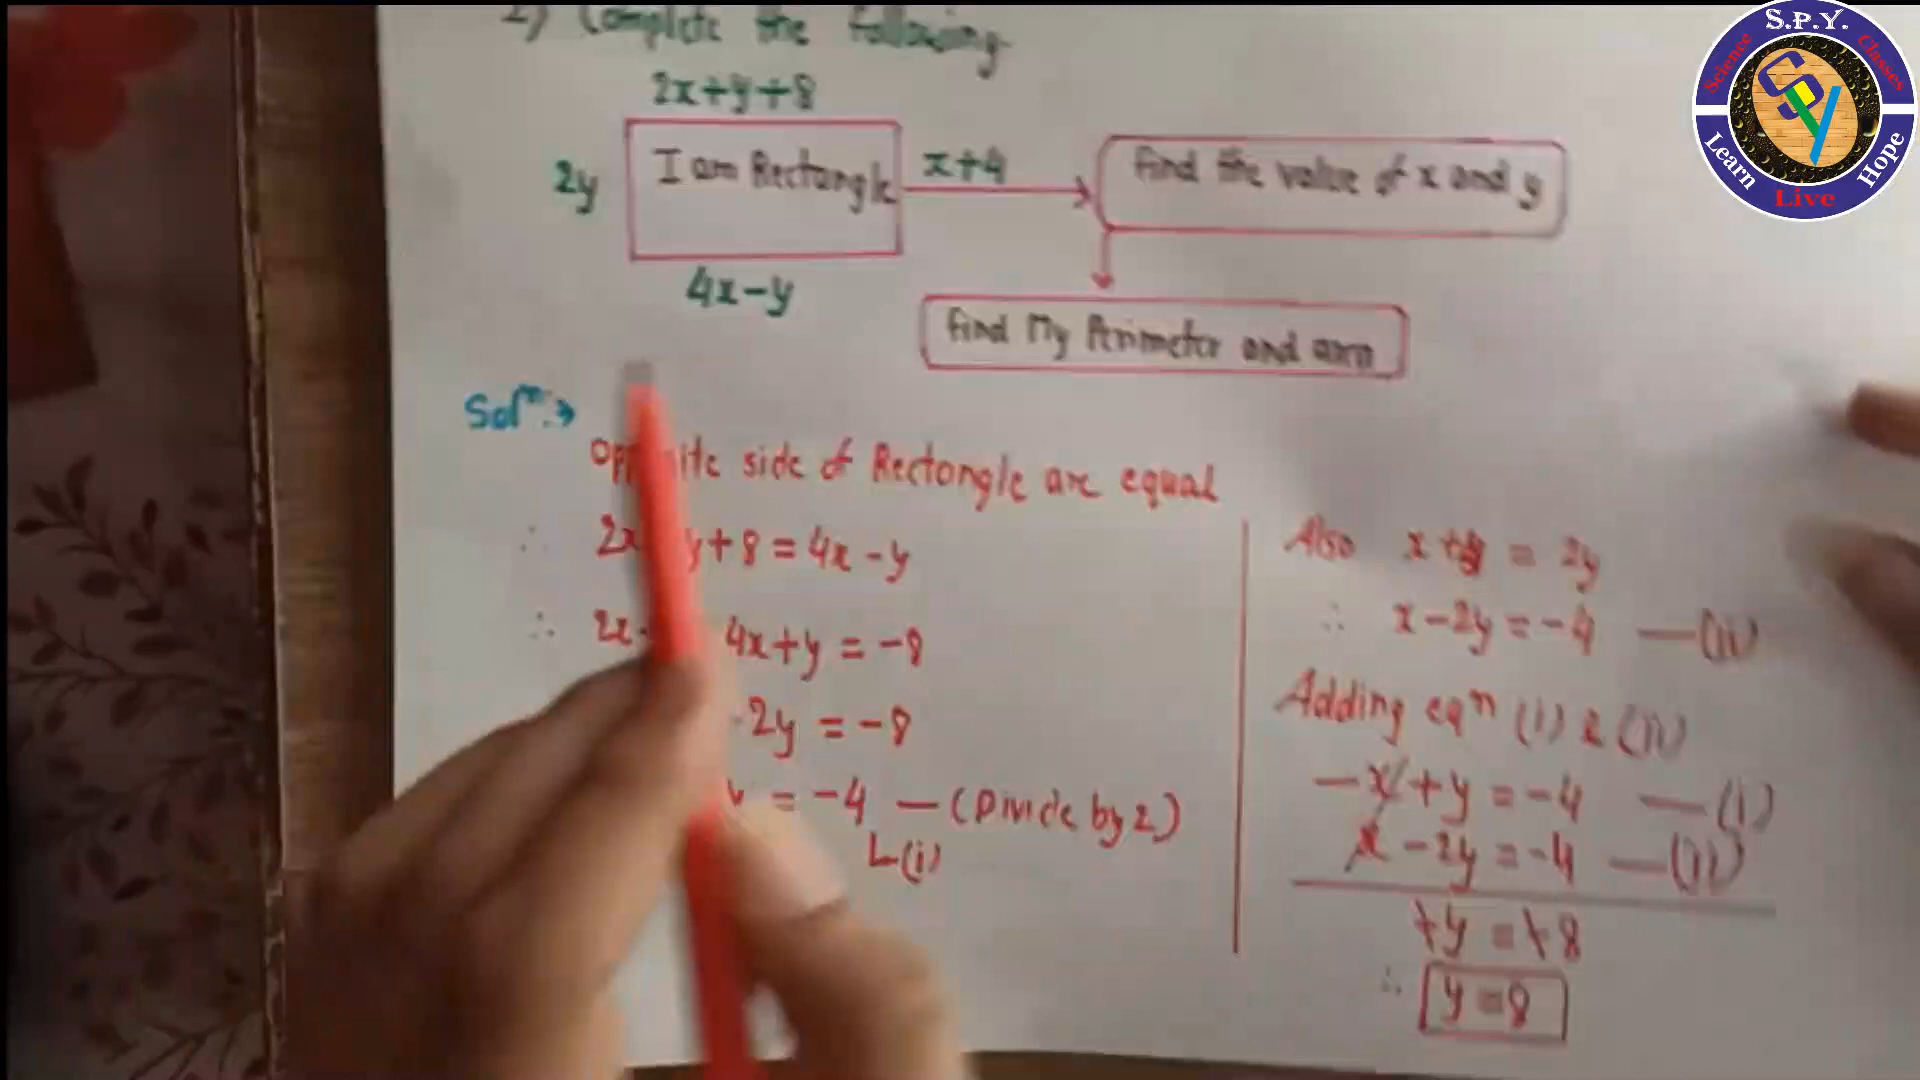 2) Complete the following
2x+y+8
2y
I am Rectangle
x+4
find the value of x and y
4x-y
find My Perimeter and area
Solⁿ:→
side of Rectangle are equal
y+8 = 4x-y
4x+y = -8
2y = -8
= -4 — (Divide by 2)
(i)
Also x+4 = 2y
∴ x-2y = -4 — (ii)
Adding eqⁿ (i) & (ii)
-x+y = -4 — (i)
x-2y = -4 — (ii)
+y = +8
∴ y = 8
S.P.Y.
Science
Classes
SPY
Learn
Live
Hope